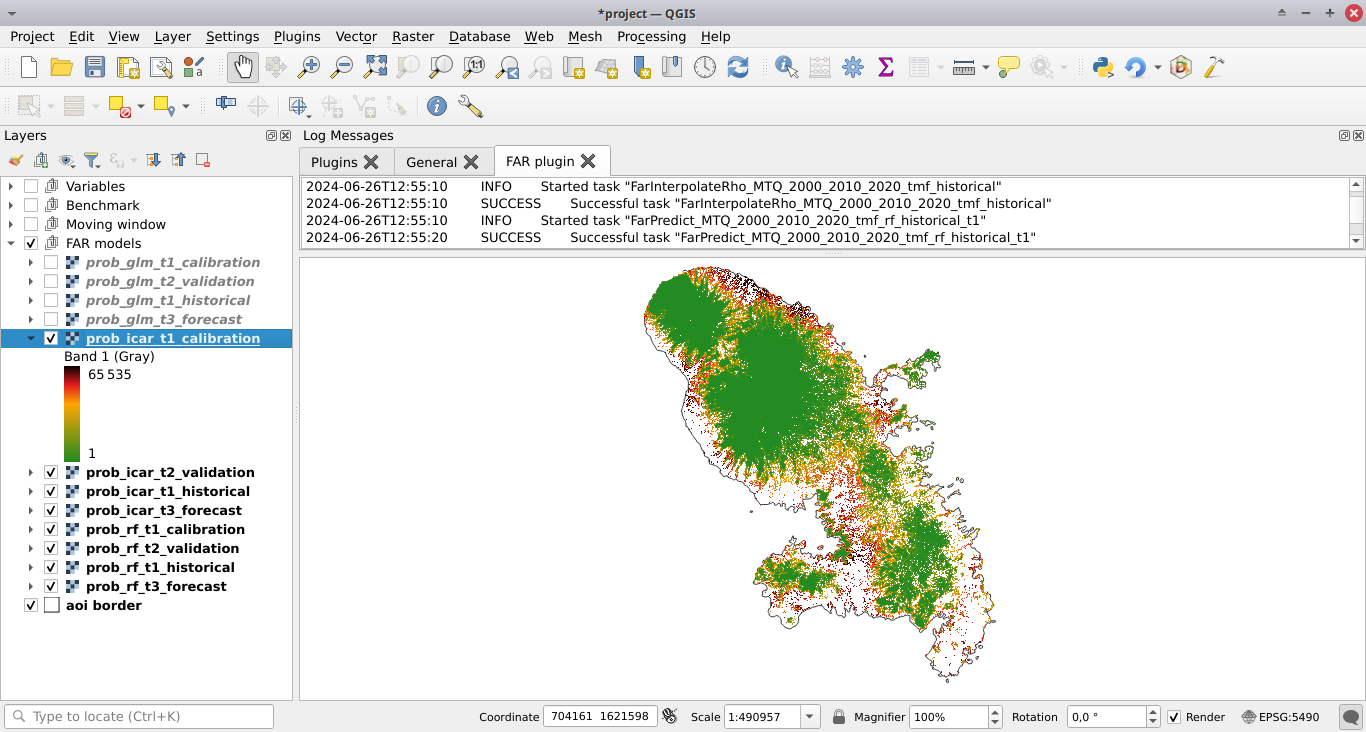 *project — QGIS
Project Edit View Layer Settings Plugins Vector Raster Database Web Mesh Processing Help
1:1
Layers
Log Messages
Plugins General FAR plugin
Variables
Benchmark
Moving window
FAR models
prob_glm_t1_calibration
prob_glm_t2_validation
prob_glm_t1_historical
prob_glm_t3_forecast
prob_icar_t1_calibration
Band 1 (Gray)
65 535
1
prob_icar_t2_validation
prob_icar_t1_historical
prob_icar_t3_forecast
prob_rf_t1_calibration
prob_rf_t2_validation
prob_rf_t1_historical
prob_rf_t3_forecast
aoi border
2024-06-26T12:55:10 INFO Started task "FarInterpolateRho_MTQ_2000_2010_2020_tmf_historical"
2024-06-26T12:55:10 SUCCESS Successful task "FarInterpolateRho_MTQ_2000_2010_2020_tmf_historical"
2024-06-26T12:55:10 INFO Started task "FarPredict_MTQ_2000_2010_2020_tmf_rf_historical_t1"
2024-06-26T12:55:20 SUCCESS Successful task "FarPredict_MTQ_2000_2010_2020_tmf_rf_historical_t1"
Type to locate (Ctrl+K) Coordinate 704161 1621598 Scale 1:490957 Magnifier 100% Rotation 0,0 ° Render EPSG:5490